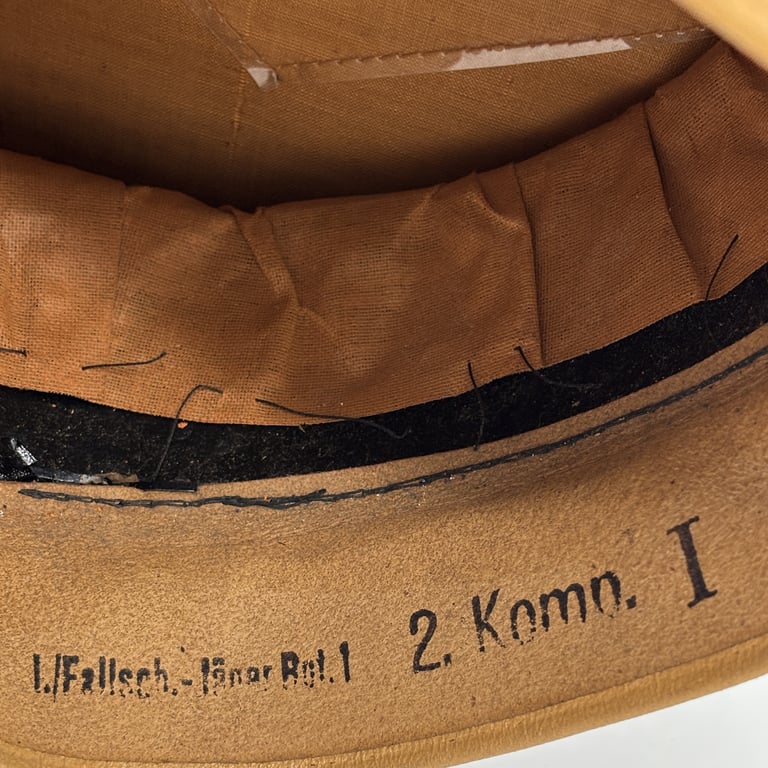 I./Fallsch.-Jäger Rgt. 1
2. Komp. I